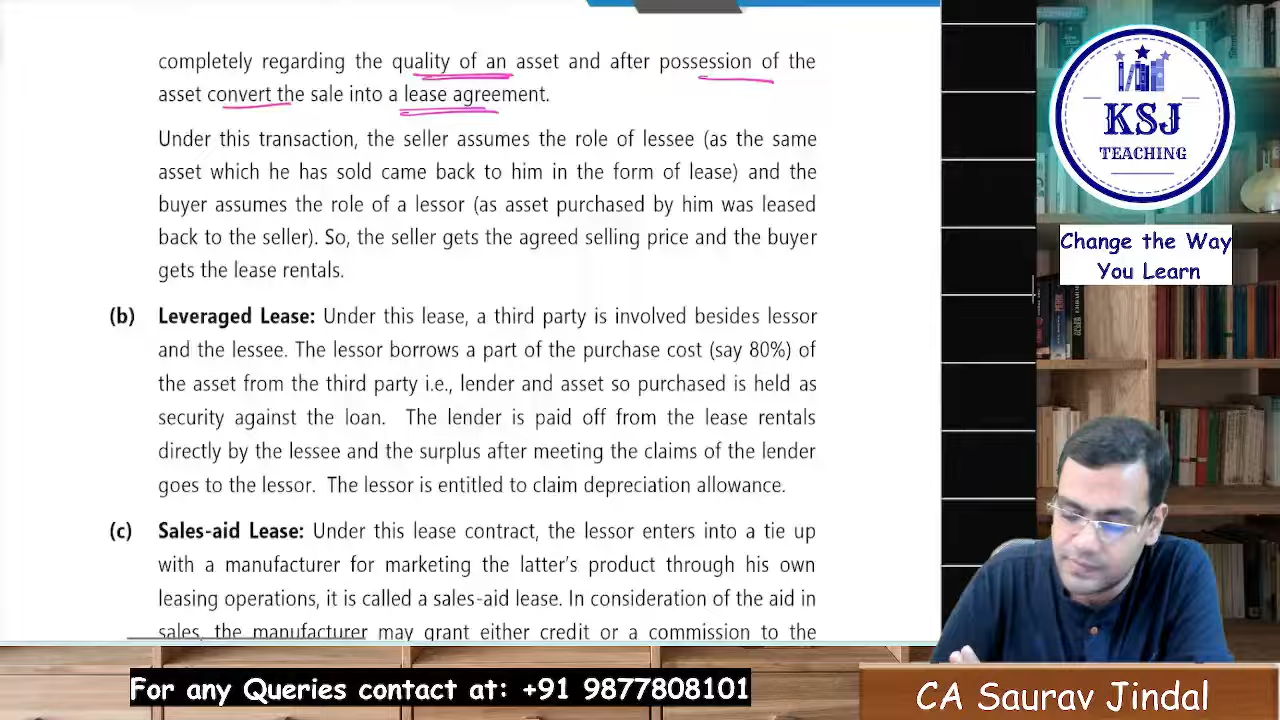 completely regarding the quality of an asset and after possession of the
asset convert the sale into a lease agreement.
Under this transaction, the seller assumes the role of lessee (as the same
asset which he has sold came back to him in the form of lease) and the
buyer assumes the role of a lessor (as asset purchased by him was leased
back to the seller). So, the seller gets the agreed selling price and the buyer
gets the lease rentals.
(b) Leveraged Lease: Under this lease, a third party is involved besides lessor
and the lessee. The lessor borrows a part of the purchase cost (say 80%) of
the asset from the third party i.e., lender and asset so purchased is held as
security against the loan. The lender is paid off from the lease rentals
directly by the lessee and the surplus after meeting the claims of the lender
goes to the lessor. The lessor is entitled to claim depreciation allowance.
(c) Sales-aid Lease: Under this lease contract, the lessor enters into a tie up
with a manufacturer for marketing the latter's product through his own
leasing operations, it is called a sales-aid lease. In consideration of the aid in
sales, the manufacturer may grant either credit or a commission to the
KSJ
TEACHING
Change the Way
You Learn
For any Queries contact at: +91 9877808101
CA Saurav Jindal